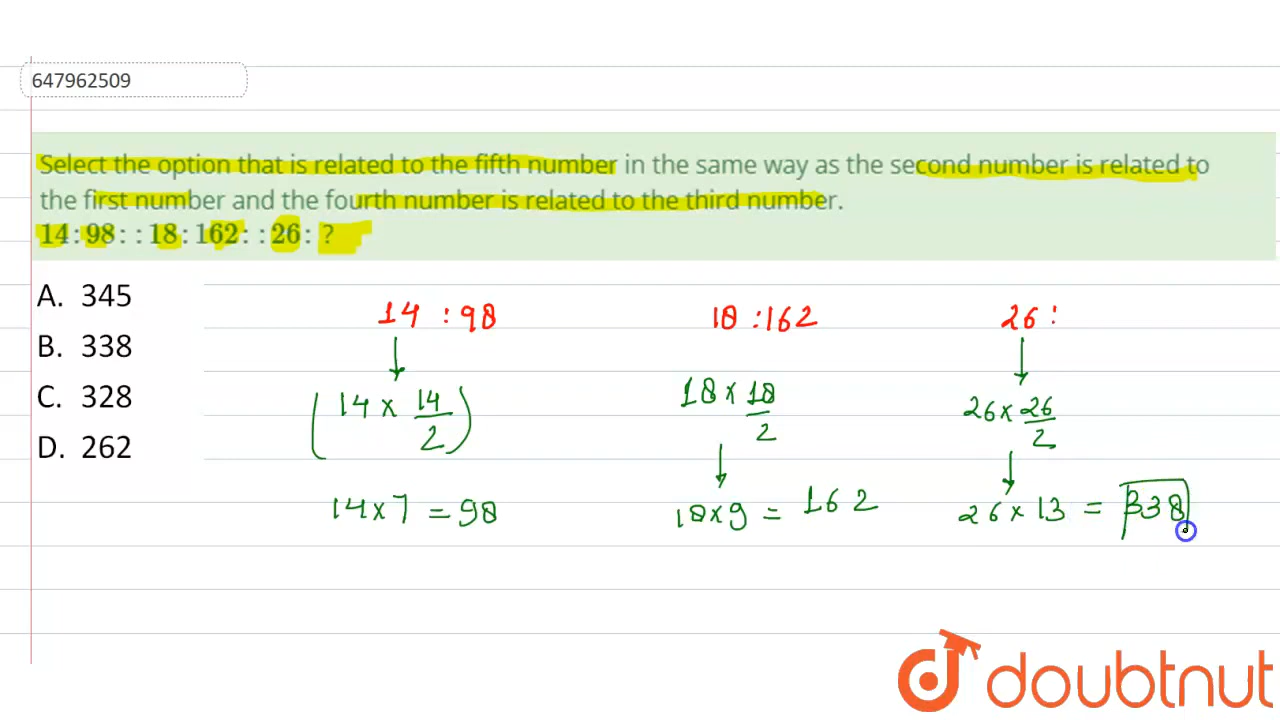 647962509
Select the option that is related to the fifth number in the same way as the second number is related to
the first number and the fourth number is related to the third number.
14 : 98 : : 18 : 162 : : 26 : ?
A. 345
B. 338
C. 328
D. 262
14 : 98
(14 × 14/2)
14 × 7 = 98
18 : 162
18 × 18/2
18 × 9 = 162
26 :
26 × 26/2
26 × 13 = 338
doubtnut